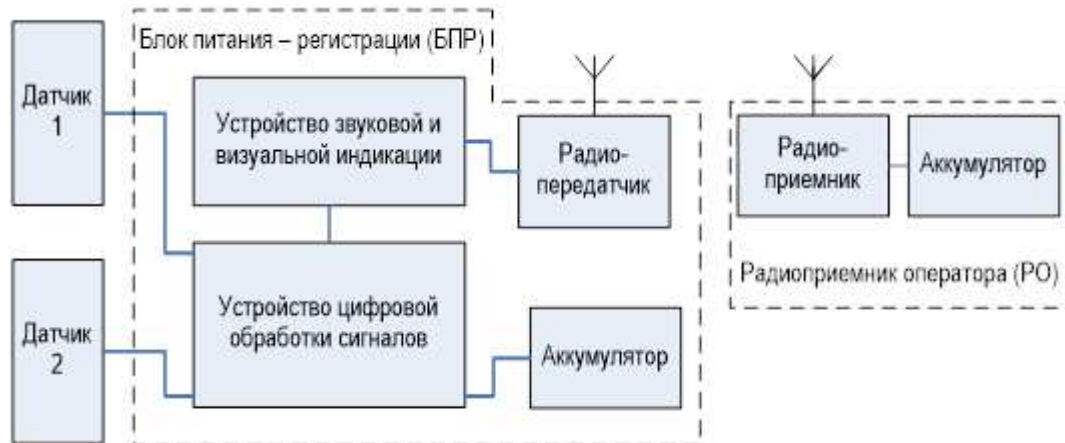 Блок питания – регистрации (БПР)
Датчик
1
Устройство звуковой и
визуальной индикации
Радио-
передатчик
Радио-
приемник
Аккумулятор
Радиоприемник оператора (РО)
Датчик
2
Устройство цифровой
обработки сигналов
Аккумулятор